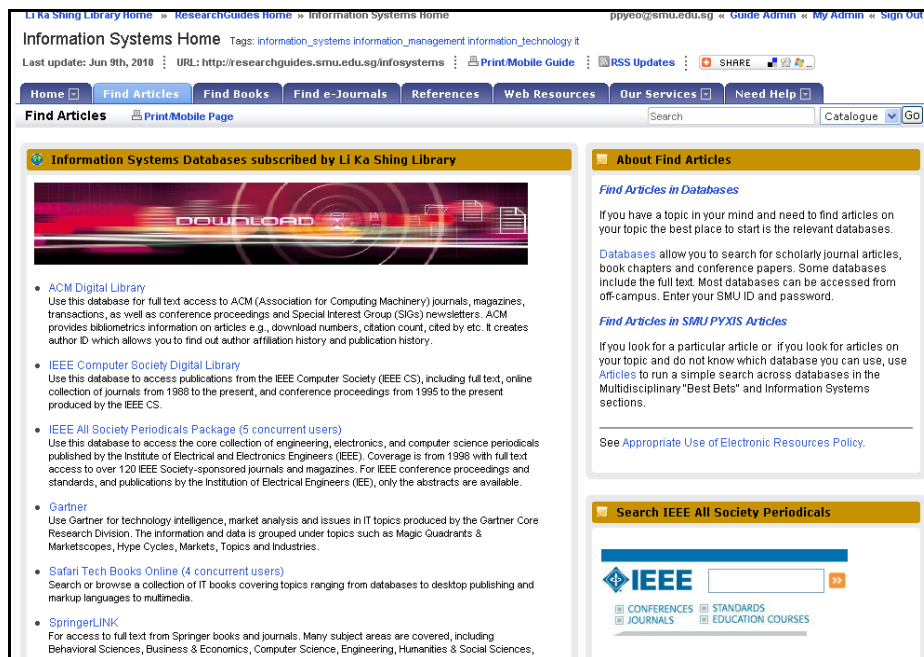 Li Ka Shing Library Home » ResearchGuides Home » Information Systems Home ppyeo@smu.edu.sg « Guide Admin « My Admin « Sign Out
Information Systems Home Tags: information_systems information_management information_technology it
Last update: Jun 9th, 2010 URL: http://researchguides.smu.edu.sg/infosystems Print/Mobile Guide RSS Updates SHARE
Home Find Articles Find Books Find e-Journals References Web Resources Our Services Need Help
Find Articles Print/Mobile Page Search Catalogue Go
Information Systems Databases subscribed by Li Ka Shing Library
DOWNLOAD
• ACM Digital Library
Use this database for full text access to ACM (Association for Computing Machinery) journals, magazines,
transactions, as well as conference proceedings and Special Interest Group (SIGs) newsletters. ACM
provides bibliometrics information on articles e.g., download numbers, citation count, cited by etc. It creates
author ID which allows you to find out author affiliation history and publication history.
• IEEE Computer Society Digital Library
Use this database to access publications from the IEEE Computer Society (IEEE CS), including full text, online
collection of journals from 1988 to the present, and conference proceedings from 1995 to the present
produced by the IEEE CS.
• IEEE All Society Periodicals Package (5 concurrent users)
Use this database to access the core collection of engineering, electronics, and computer science periodicals
published by the Institute of Electrical and Electronics Engineers (IEEE). Coverage is from 1998 with full text
access to over 120 IEEE Society-sponsored journals and magazines. For IEEE conference proceedings and
standards, and publications by the Institution of Electrical Engineers (IEE), only the abstracts are available.
• Gartner
Use Gartner for technology intelligence, market analysis and issues in IT topics produced by the Gartner Core
Research Division. The information and data is grouped under topics such as Magic Quadrants &
Marketscopes, Hype Cycles, Markets, Topics and Industries.
• Safari Tech Books Online (4 concurrent users)
Search or browse a collection of IT books covering topics ranging from databases to desktop publishing and
markup languages to multimedia.
• SpringerLINK
For access to full text from Springer books and journals. Many subject areas are covered, including
Behavioral Sciences, Business & Economics, Computer Science, Engineering, Humanities & Social Sciences,
About Find Articles
Find Articles in Databases
If you have a topic in your mind and need to find articles on
your topic the best place to start is the relevant databases.
Databases allow you to search for scholarly journal articles,
book chapters and conference papers. Some databases
include the full text. Most databases can be accessed from
off-campus. Enter your SMU ID and password.
Find Articles in SMU PYXIS Articles
If you look for a particular article or if you look for articles on
your topic and do not know which database you can use, use
Articles to run a simple search across databases in the
Multidisciplinary "Best Bets" and Information Systems
sections.
See Appropriate Use of Electronic Resources Policy.
Search IEEE All Society Periodicals
IEEE
CONFERENCES STANDARDS
JOURNALS EDUCATION COURSES